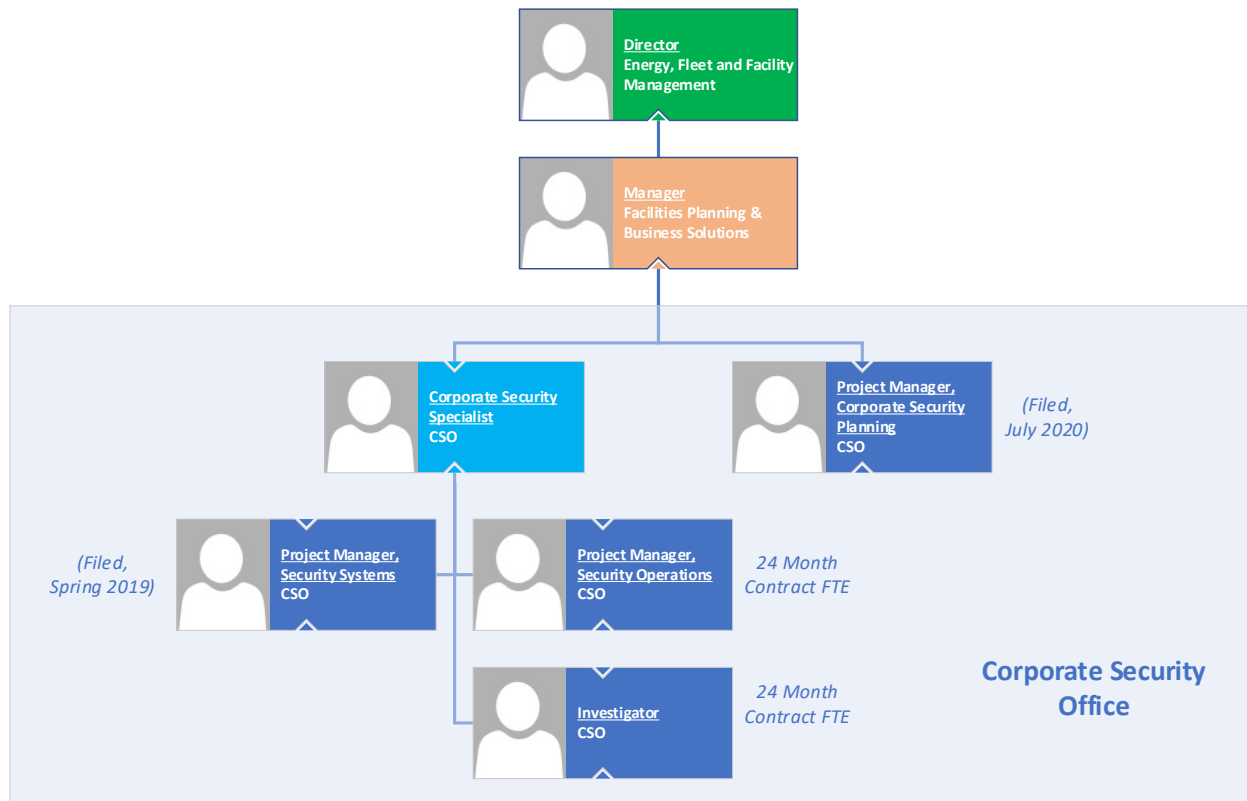 Director
Energy, Fleet and Facility
Management
Manager
Facilities Planning &
Business Solutions
Corporate Security
Specialist
CSO
Project Manager,
Corporate Security
Planning
CSO
(Filed,
July 2020)
(Filed,
Spring 2019)
Project Manager,
Security Systems
CSO
Project Manager,
Security Operations
CSO
24 Month
Contract FTE
Investigator
CSO
24 Month
Contract FTE
Corporate Security
Office